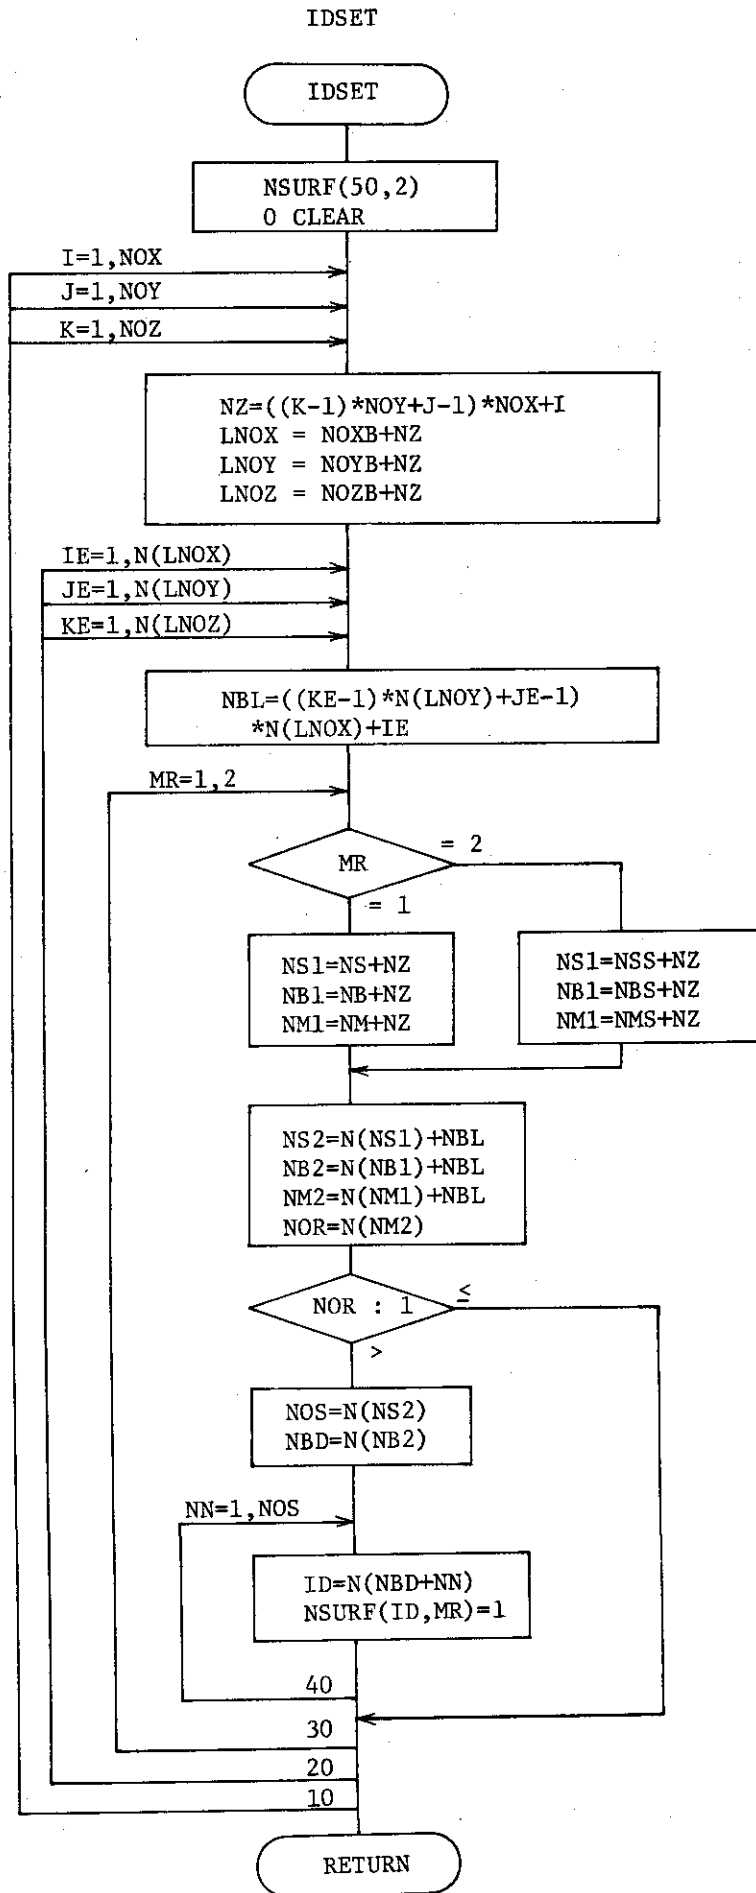 IDSET
IDSET
NSURF(50,2)
0 CLEAR
I=1,NOX
J=1,NOY
K=1,NOZ
NZ=((K-1)*NOY+J-1)*NOX+I
LNOX = NOXB+NZ
LNOY = NOYB+NZ
LNOZ = NOZB+NZ
IE=1,N(LNOX)
JE=1,N(LNOY)
KE=1,N(LNOZ)
NBL=((KE-1)*N(LNOY)+JE-1)
*N(LNOX)+IE
MR=1,2
= 2
MR
= 1
NS1=NS+NZ
NB1=NB+NZ
NM1=NM+NZ
NS1=NSS+NZ
NB1=NBS+NZ
NM1=NMS+NZ
NS2=N(NS1)+NBL
NB2=N(NB1)+NBL
NM2=N(NM1)+NBL
NOR=N(NM2)
NOR : 1
≤
>
NOS=N(NS2)
NBD=N(NB2)
NN=1,NOS
ID=N(NBD+NN)
NSURF(ID,MR)=1
40
30
20
10
RETURN